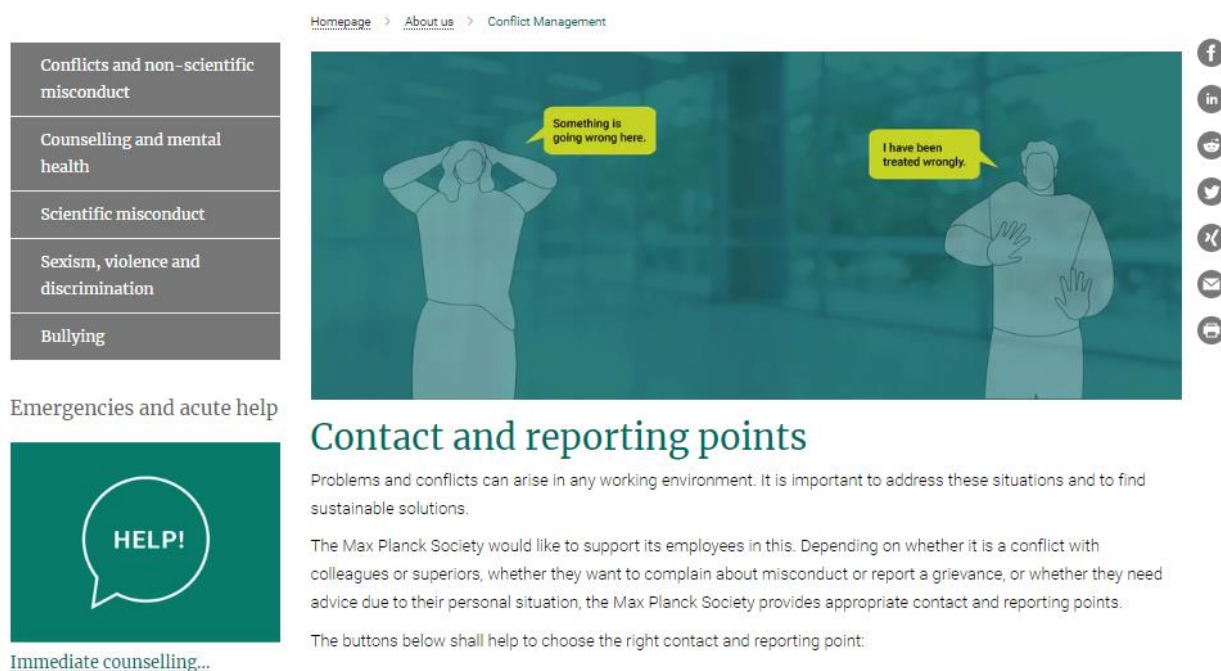 Homepage > About us > Conflict Management
Conflicts and non-scientific
misconduct
Counselling and mental
health
Scientific misconduct
Sexism, violence and
discrimination
Bullying
Emergencies and acute help
HELP!
Immediate counselling...
Something is
going wrong here.
I have been
treated wrongly.
Contact and reporting points
Problems and conflicts can arise in any working environment. It is important to address these situations and to find
sustainable solutions.
The Max Planck Society would like to support its employees in this. Depending on whether it is a conflict with
colleagues or superiors, whether they want to complain about misconduct or report a grievance, or whether they need
advice due to their personal situation, the Max Planck Society provides appropriate contact and reporting points.
The buttons below shall help to choose the right contact and reporting point: